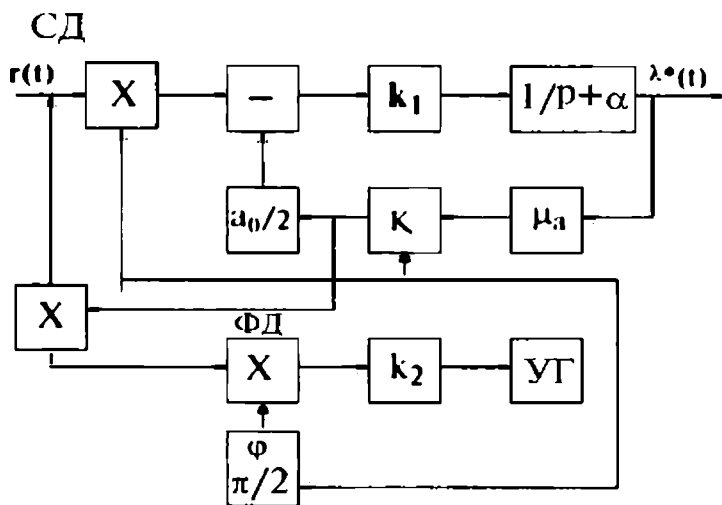 СД
r(t)
X
−
k₁
1/p+α
λ*(t)
a₀/2
K
μₐ
X
ФД
X
k₂
УГ
φ
π/2